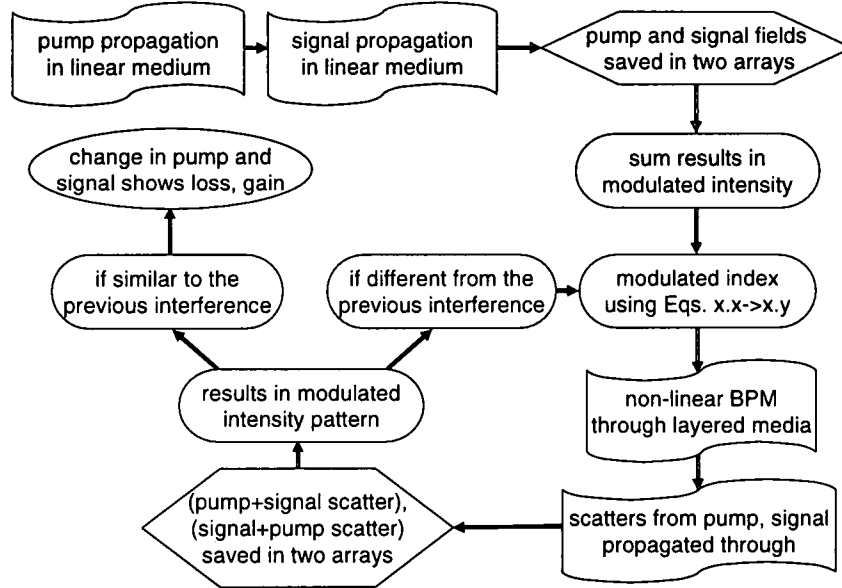 pump propagation
in linear medium
signal propagation
in linear medium
pump and signal fields
saved in two arrays
sum results in
modulated intensity
modulated index
using Eqs. x.x->x.y
non-linear BPM
through layered media
scatters from pump, signal
propagated through
(pump+signal scatter),
(signal+pump scatter)
saved in two arrays
results in modulated
intensity pattern
if different from the
previous interference
if similar to the
previous interference
change in pump and
signal shows loss, gain